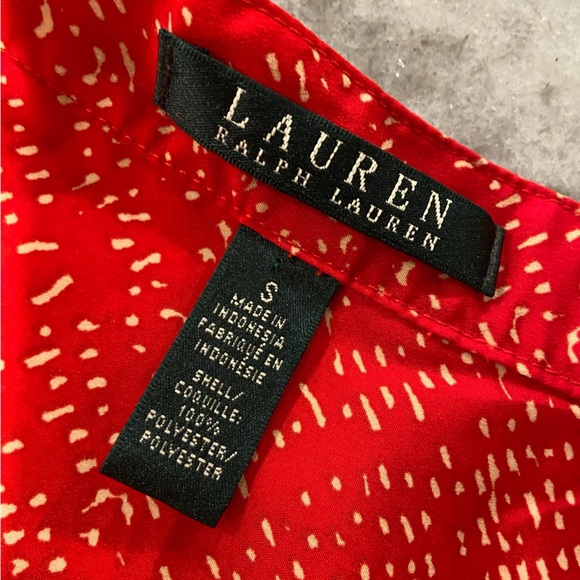 LAUREN
RALPH LAUREN
S
MADE IN
INDONESIA
FABRIQUÉ EN
INDONÉSIE
SHELL/
COQUILLE:
100%
POLYESTER/
POLYESTER